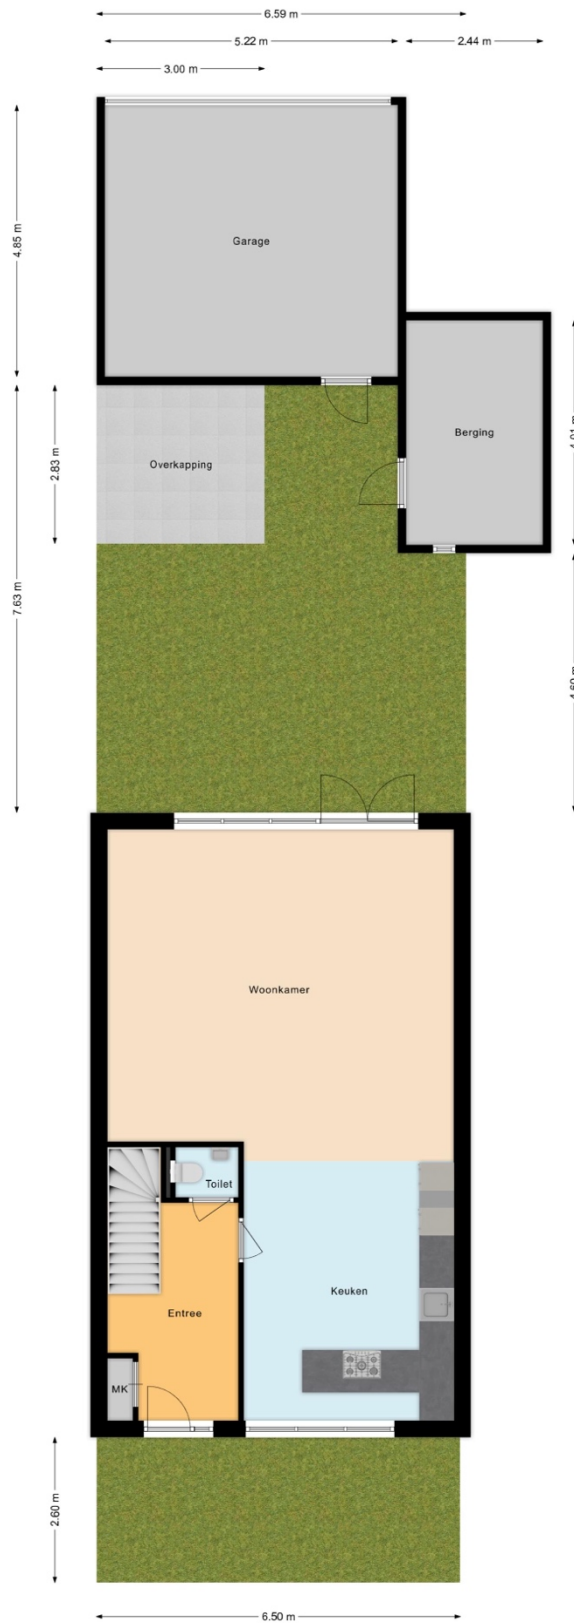 6.59 m
5.22 m
2.44 m
3.00 m
4.85 m
Garage
Berging
Overkapping
2.83 m
7.63 m
Woonkamer
Toilet
Keuken
Entree
MK
2.60 m
6.50 m